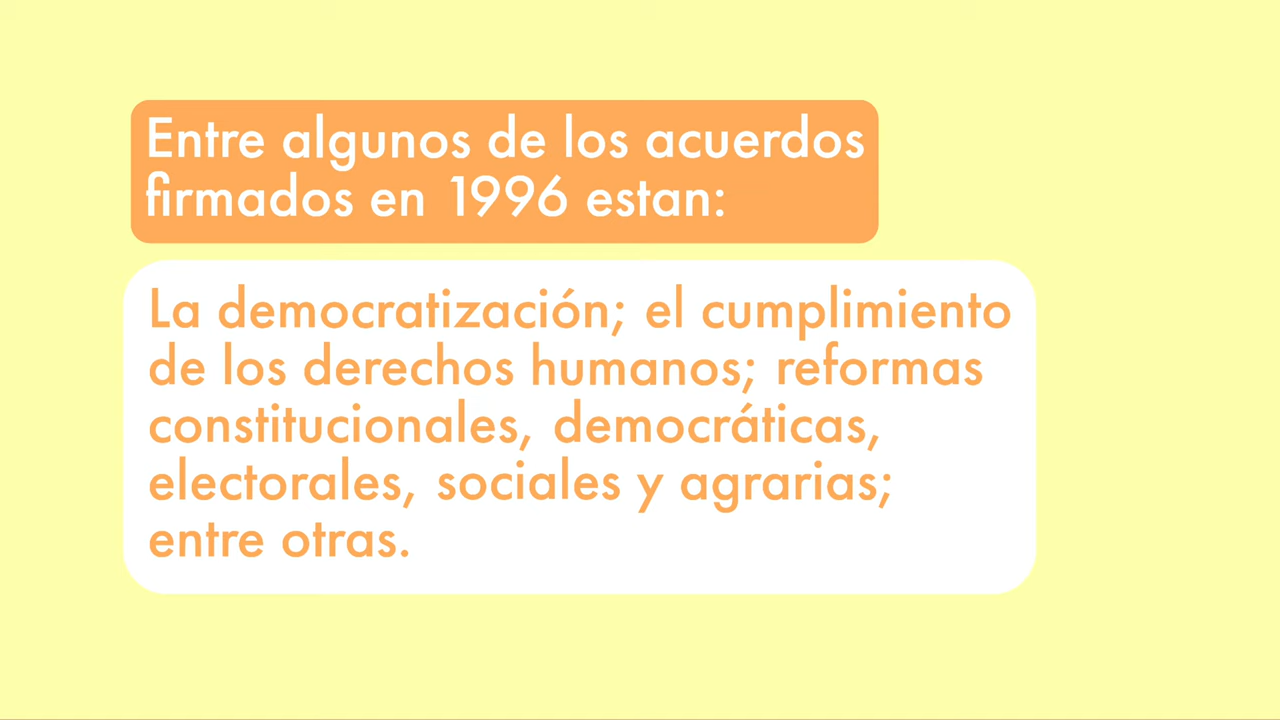 Entre algunos de los acuerdos
firmados en 1996 estan:
La democratización; el cumplimiento
de los derechos humanos; reformas
constitucionales, democráticas,
electorales, sociales y agrarias;
entre otras.